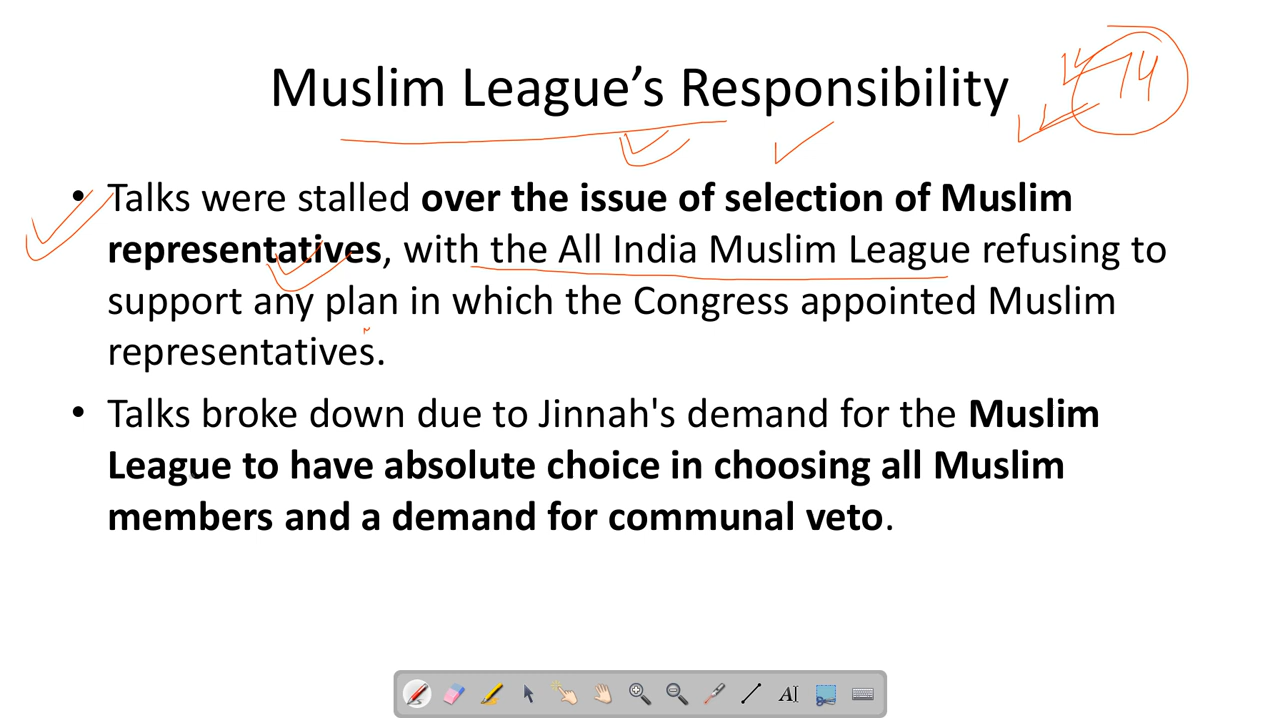 Muslim League's Responsibility
14
14
• Talks were stalled over the issue of selection of Muslim
representatives, with the All India Muslim League refusing to
support any plan in which the Congress appointed Muslim
representatives.
• Talks broke down due to Jinnah's demand for the Muslim
League to have absolute choice in choosing all Muslim
members and a demand for communal veto.